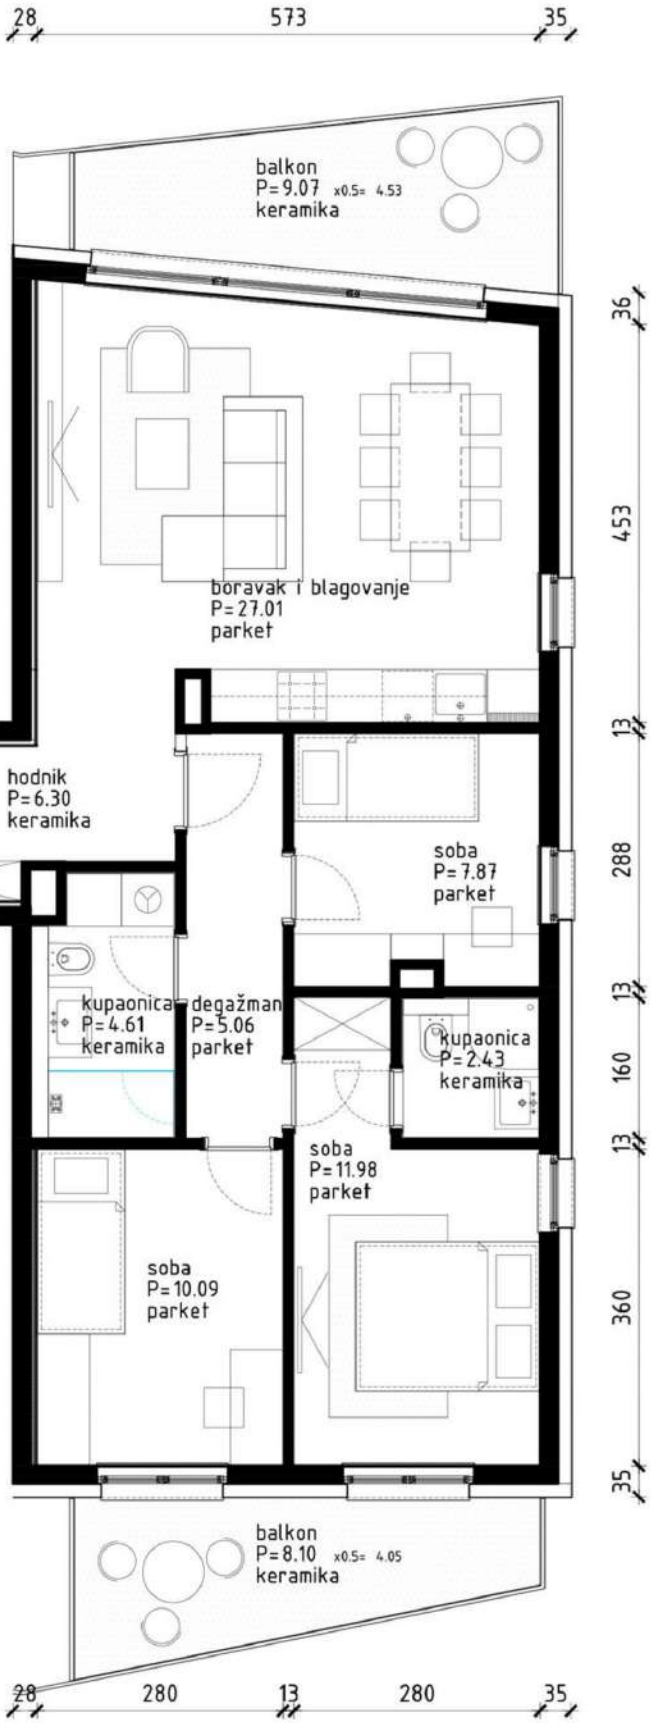 28 573 35
balkon
P=9.07 x0.5= 4.53
keramika
36
453
boravak i blagovanje
P=27.01
parket
13
hodnik
P=6.30
keramika
soba
P=7.87
parket
288
13
kupaonica
P=4.61
keramika
degažman
P=5.06
parket
kupaonica
P=2.43
keramika
160
13
soba
P=11.98
parket
soba
P=10.09
parket
360
35
balkon
P=8.10 x0.5= 4.05
keramika
28 280 13 280 35